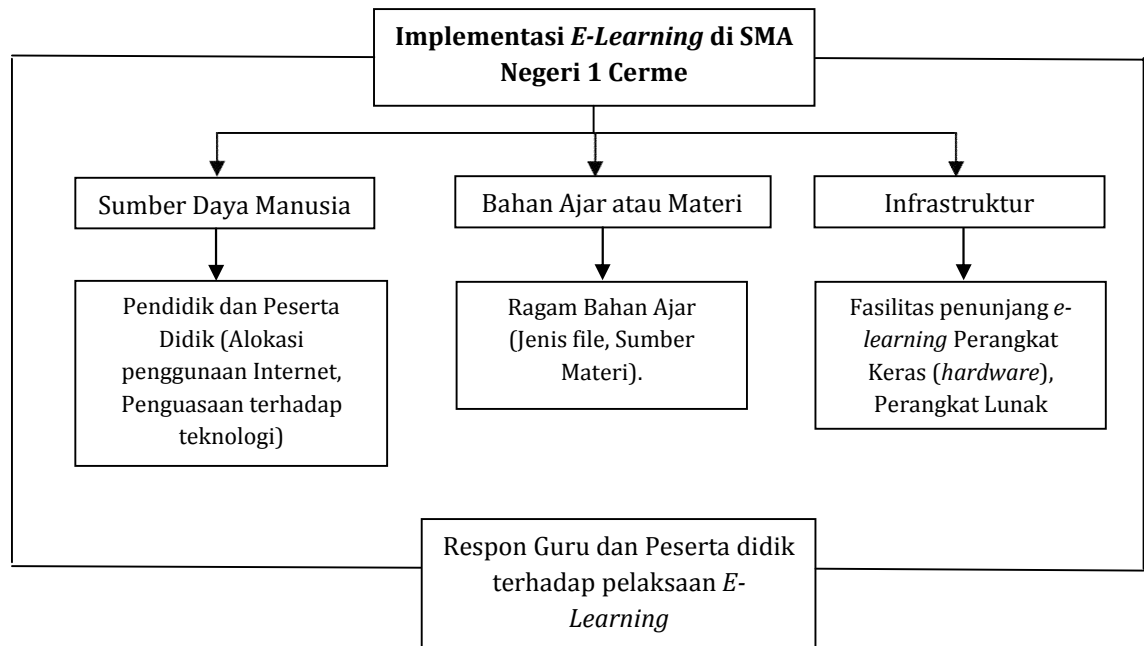 Implementasi E-Learning di SMA
Negeri 1 Cerme
Sumber Daya Manusia
Bahan Ajar atau Materi
Infrastruktur
Pendidik dan Peserta
Didik (Alokasi
penggunaan Internet,
Penguasaan terhadap
teknologi)
Ragam Bahan Ajar
(Jenis file, Sumber
Materi).
Fasilitas penunjang e-
learning Perangkat
Keras (hardware),
Perangkat Lunak
Respon Guru dan Peserta didik
terhadap pelaksaan E-
Learning